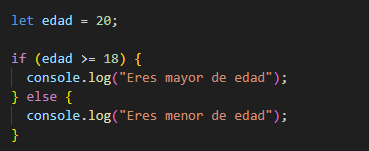 let edad = 20;

if (edad >= 18) {
  console.log("Eres mayor de edad");
} else {
  console.log("Eres menor de edad");
}